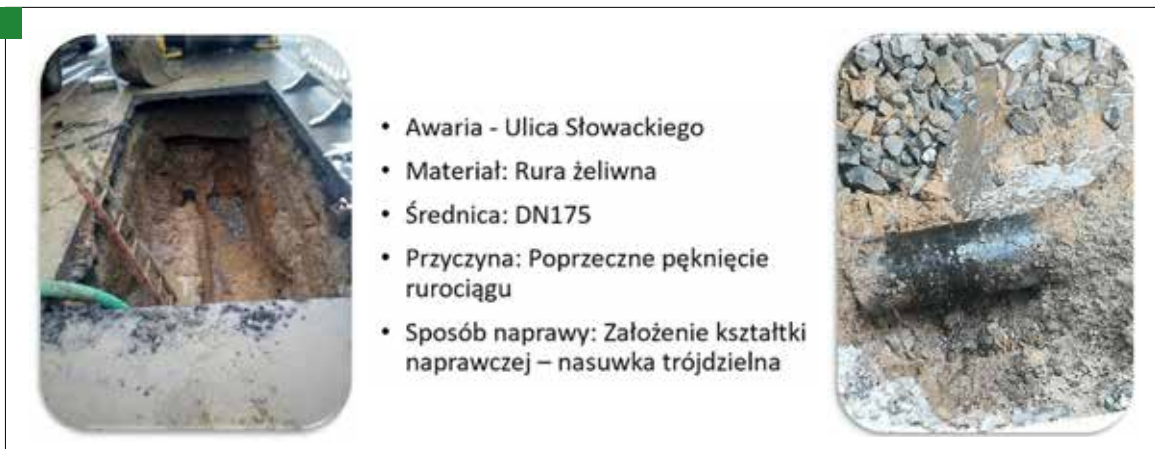 • Awaria - Ulica Słowackiego
• Materiał: Rura żeliwna
• Średnica: DN175
• Przyczyna: Poprzeczne pęknięcie
rurociągu
• Sposób naprawy: Założenie kształtki
naprawczej – nasuwka trójdzielna